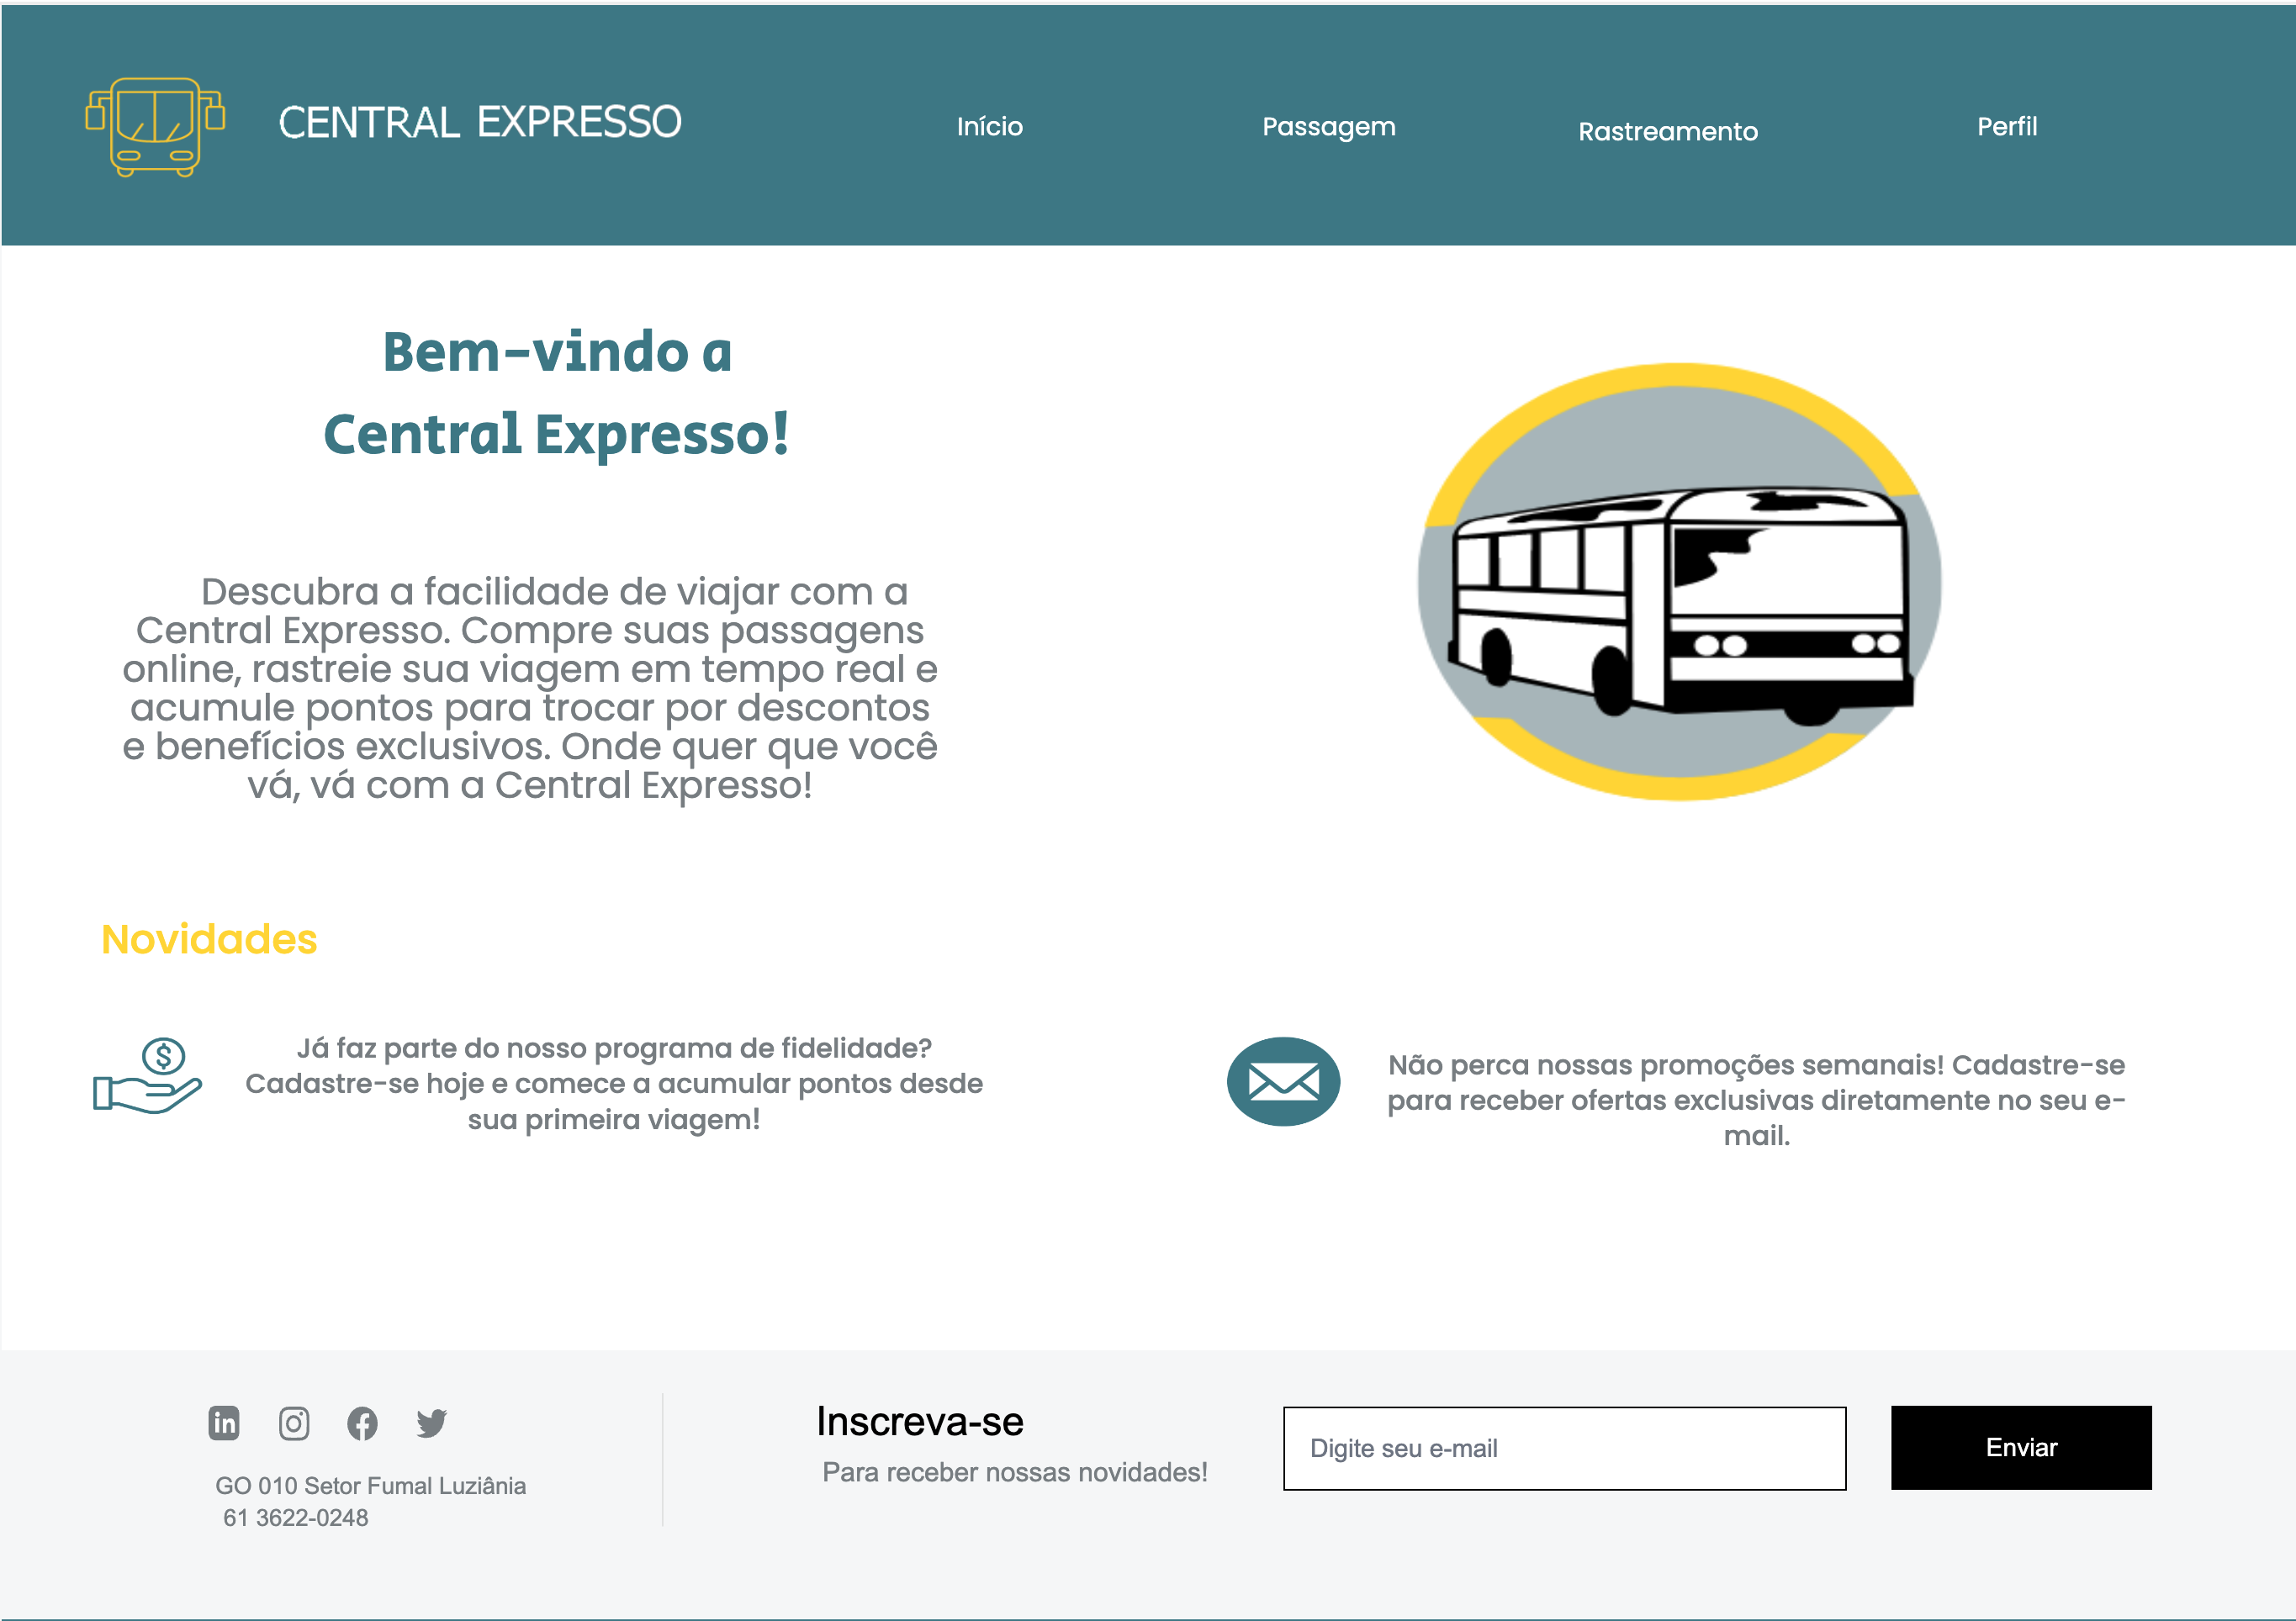 CENTRAL EXPRESSO
Início
Passagem
Rastreamento
Perfil
Bem-vindo a
Central Expresso!
Descubra a facilidade de viajar com a
Central Expresso. Compre suas passagens
online, rastreie sua viagem em tempo real e
acumule pontos para trocar por descontos
e benefícios exclusivos. Onde quer que você
vá, vá com a Central Expresso!
Novidades
$
Já faz parte do nosso programa de fidelidade?
Cadastre-se hoje e comece a acumular pontos desde
sua primeira viagem!
Não perca nossas promoções semanais! Cadastre-se
para receber ofertas exclusivas diretamente no seu e-
mail.
in
GO 010 Setor Fumal Luziânia
61 3622-0248
Inscreva-se
Para receber nossas novidades!
Digite seu e-mail
Enviar